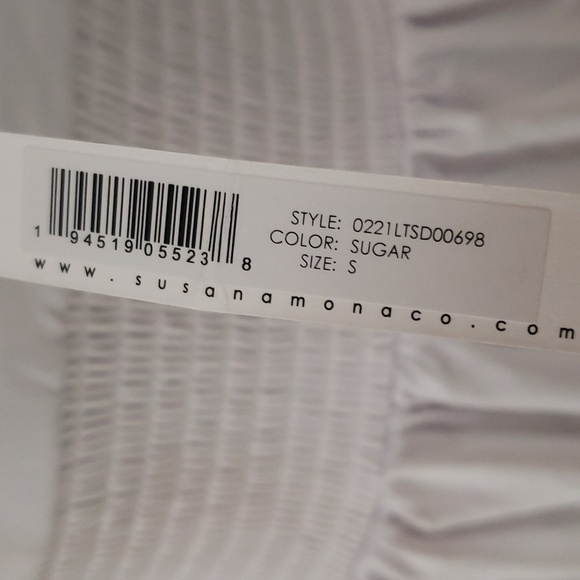 1 94519 05523 8
STYLE: 0221LTSD00698
COLOR: SUGAR
SIZE: S
www.susanamonaco.com